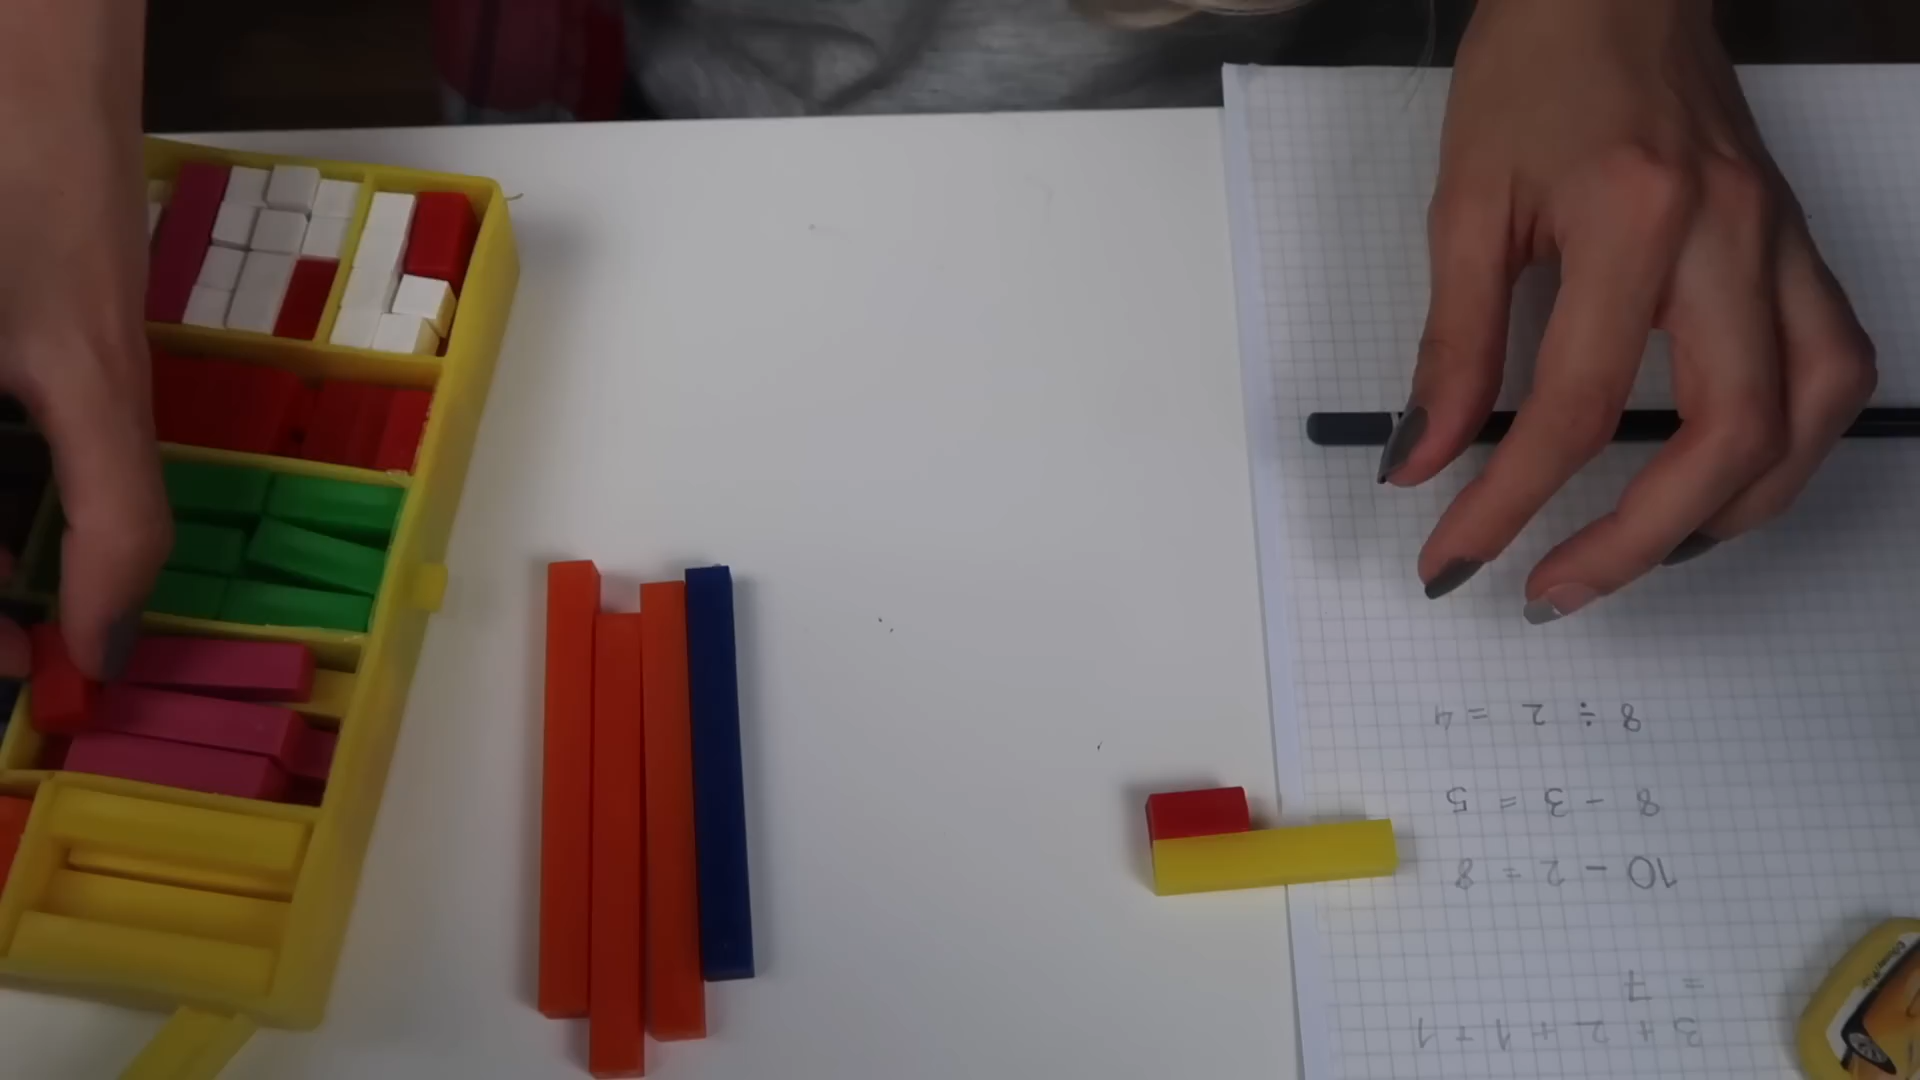 3 + 2 + 1 + 1
= 7
10 - 2 = 8
8 - 3 = 5
8 ÷ 2 = 4